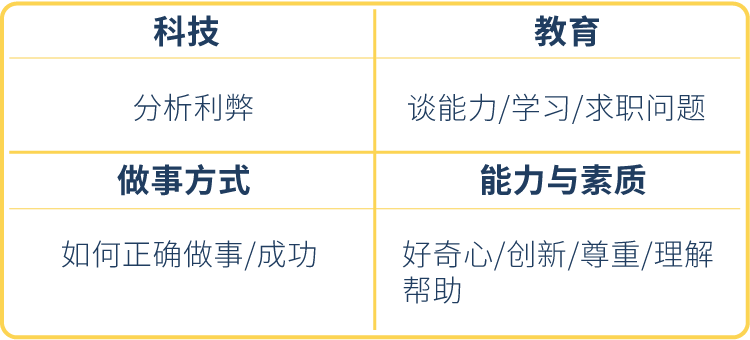 科技
教育
分析利弊
谈能力/学习/求职问题
做事方式
能力与素质
如何正确做事/成功
好奇心/创新/尊重/理解
帮助